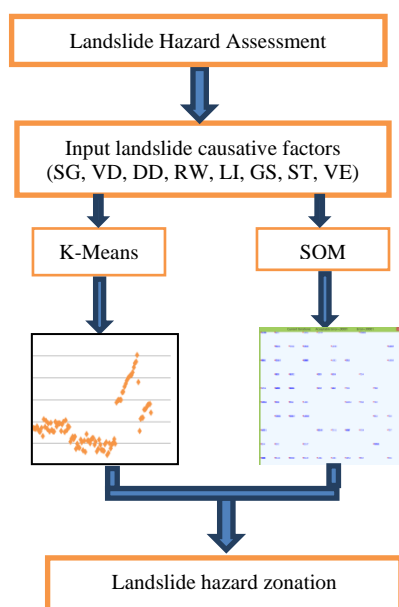 Landslide Hazard Assessment
Input landslide causative factors
(SG, VD, DD, RW, LI, GS, ST, VE)
K-Means
SOM
Landslide hazard zonation